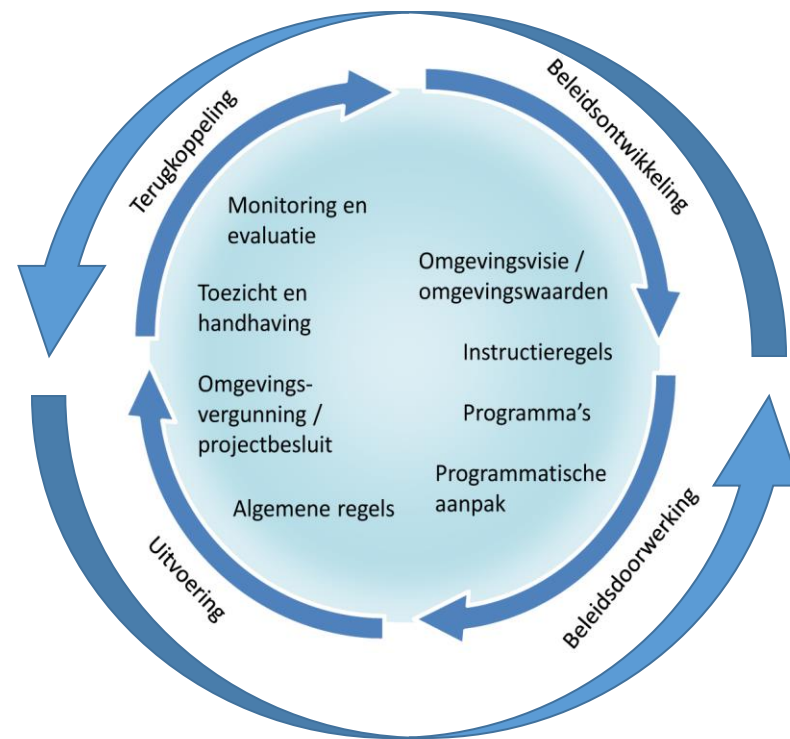 Terugkoppeling
Beleidsontwikkeling
Monitoring en
evaluatie
Omgevingsvisie /
omgevingswaarden
Toezicht en
handhaving
Instructieregels
Omgevings-
vergunning /
projectbesluit
Programma’s
Programmatische
aanpak
Algemene regels
Uitvoering
Beleidsdoorwerking